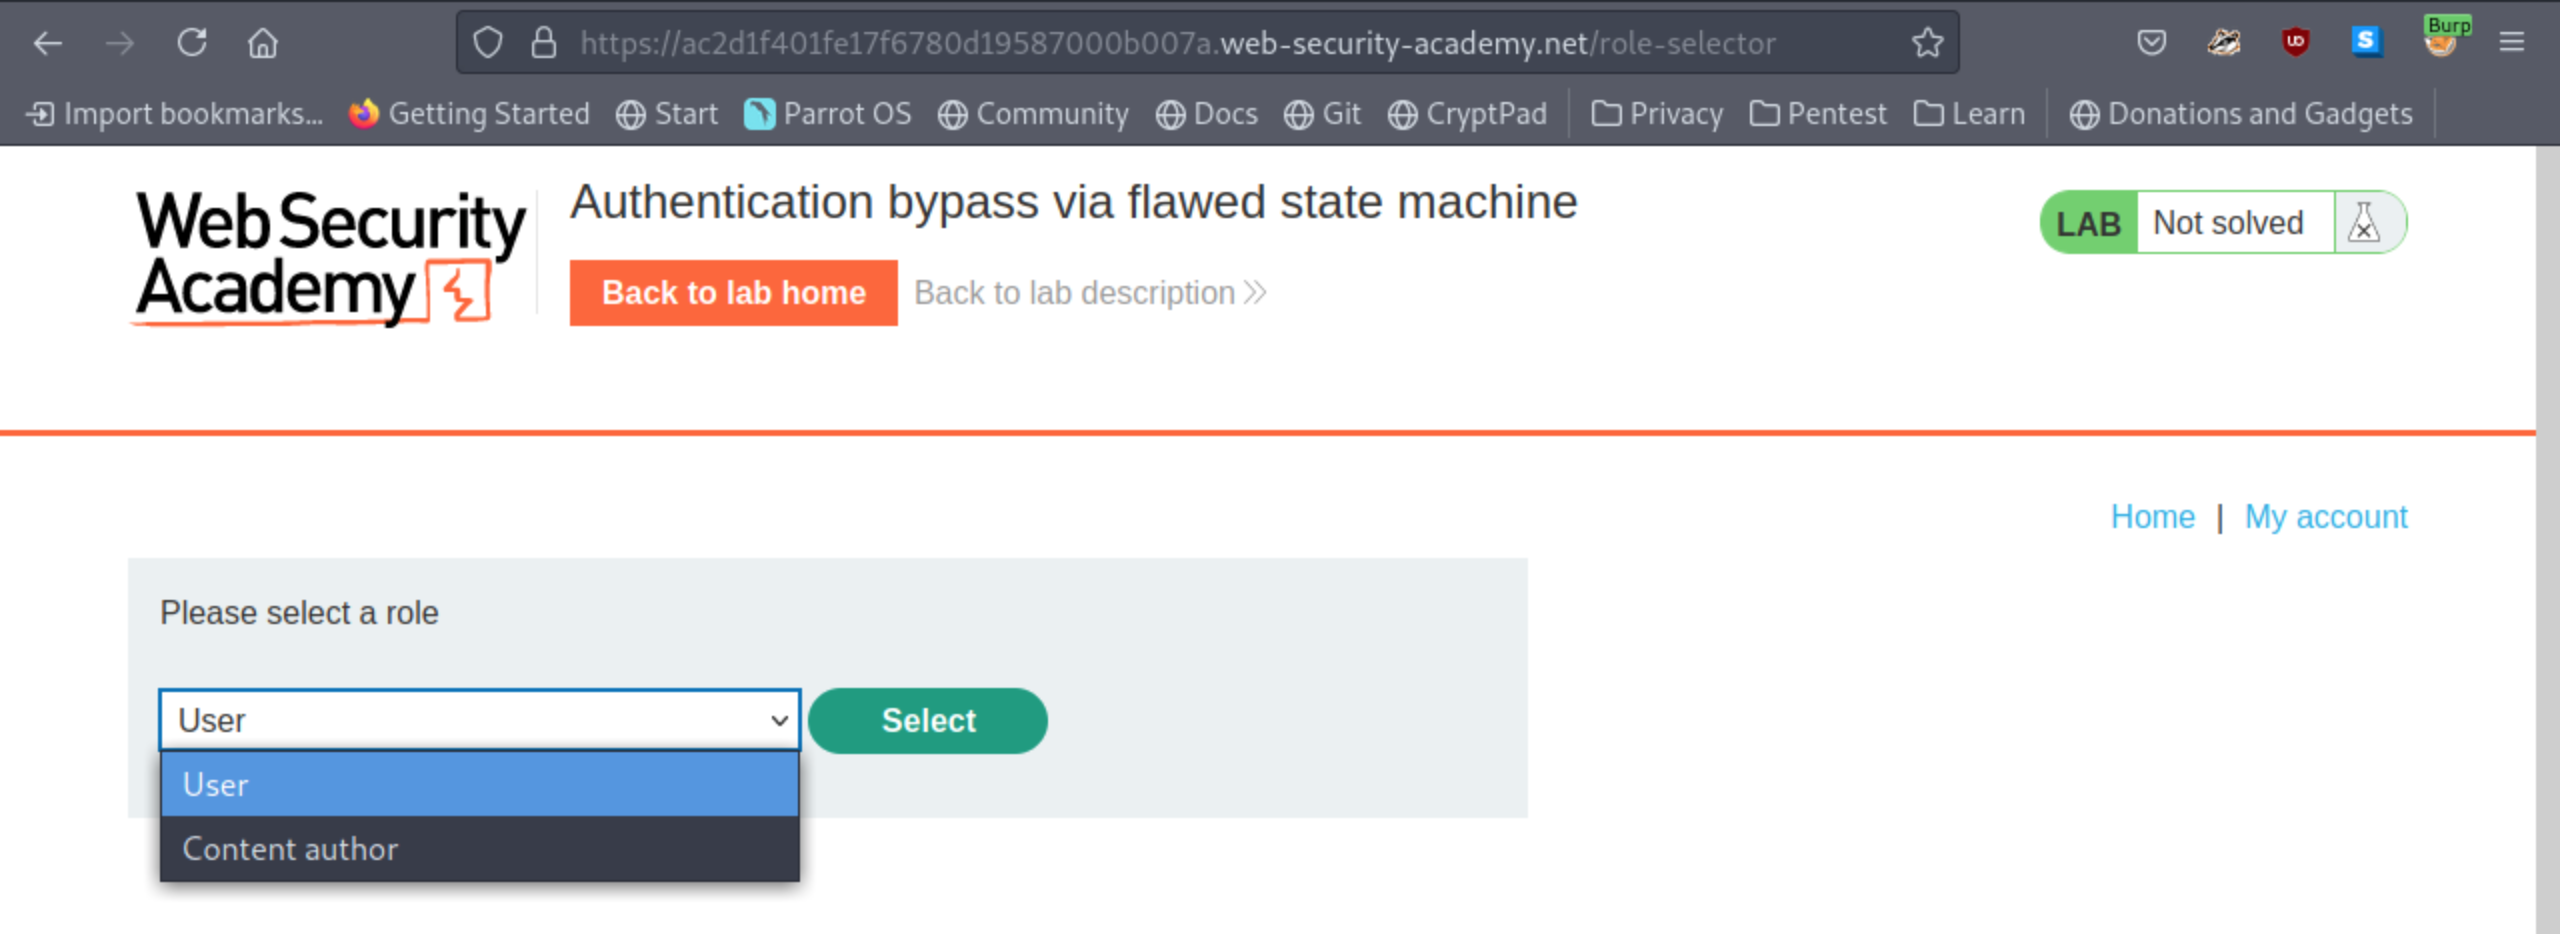 https://ac2d1f401fe17f6780d19587000b007a.web-security-academy.net/role-selector
Burp
Import bookmarks... Getting Started Start Parrot OS Community Docs Git CryptPad Privacy Pentest Learn Donations and Gadgets
Web Security
Academy
Authentication bypass via flawed state machine
Back to lab home Back to lab description
LAB Not solved
Home | My account
Please select a role
User Select
User
Content author